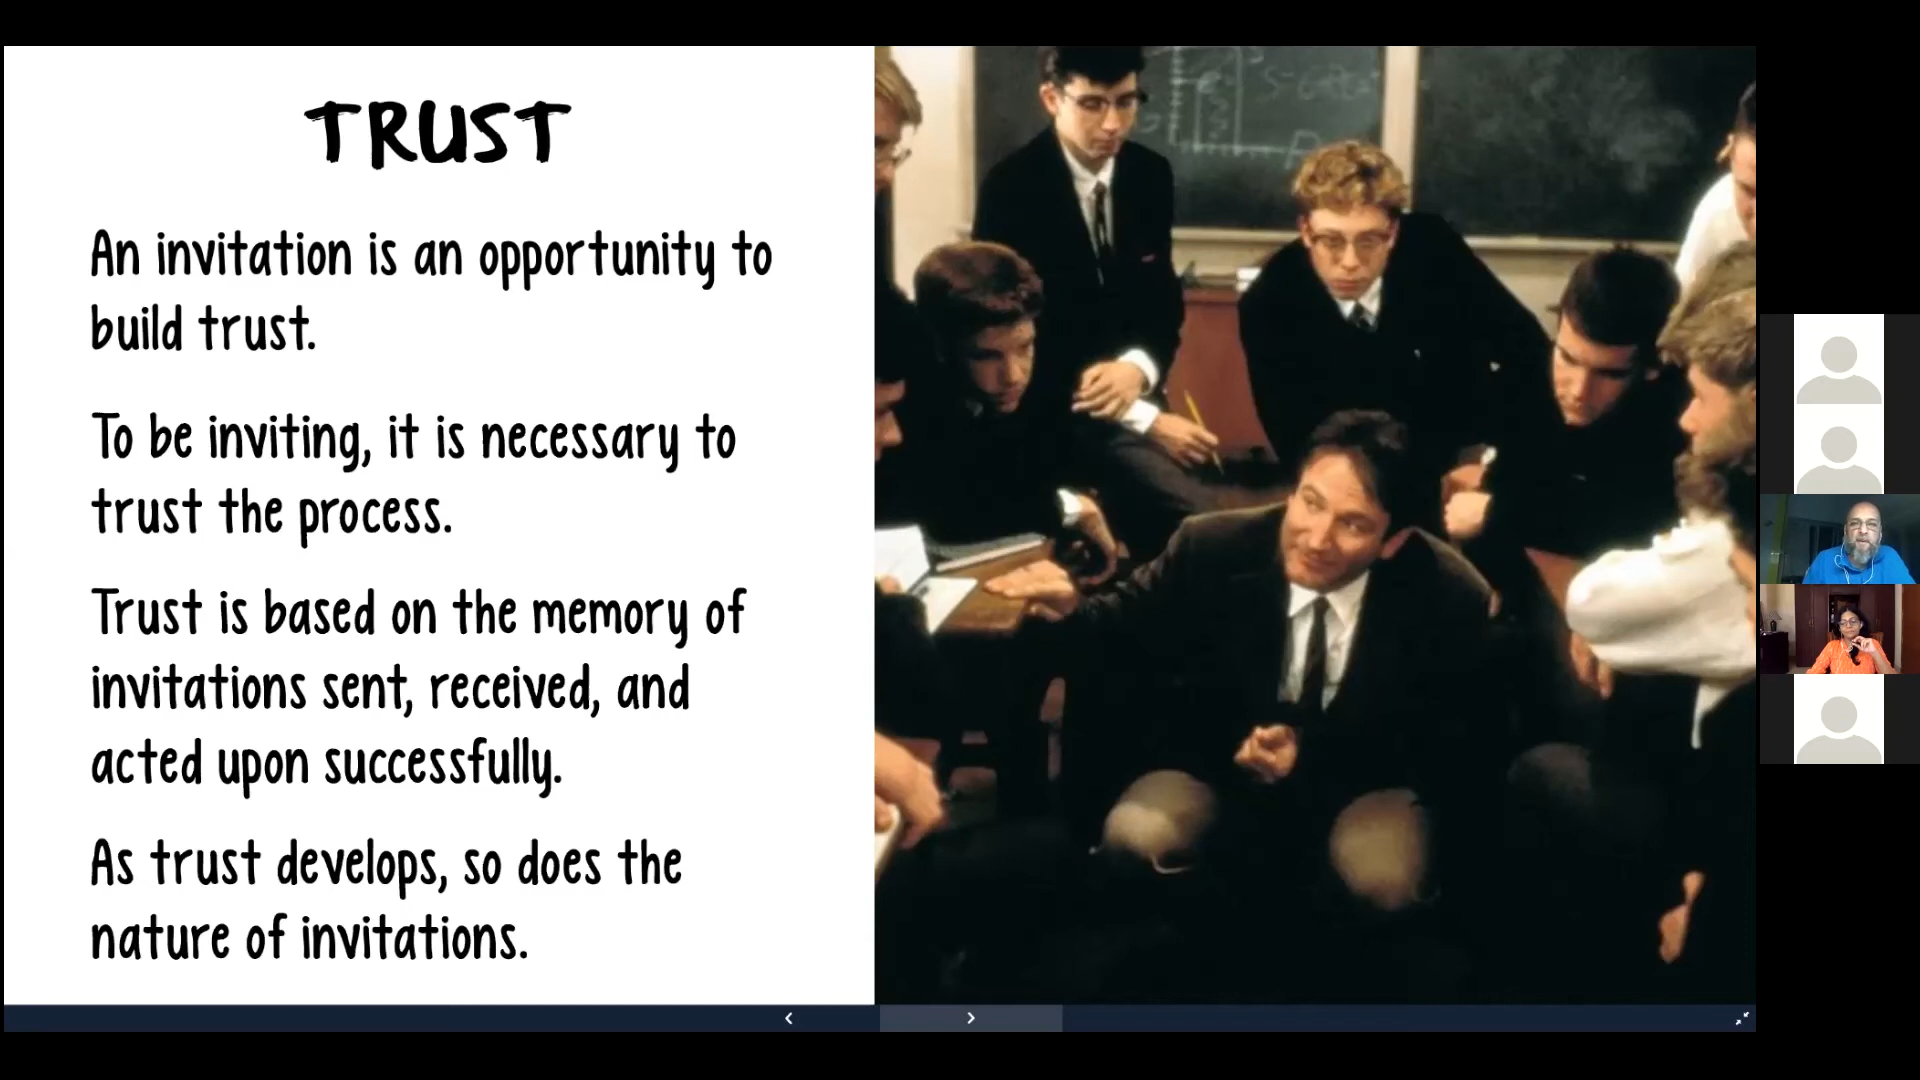 TRUST
An invitation is an opportunity to
build trust.
To be inviting, it is necessary to
trust the process.
Trust is based on the memory of
invitations sent, received, and
acted upon successfully.
As trust develops, so does the
nature of invitations.